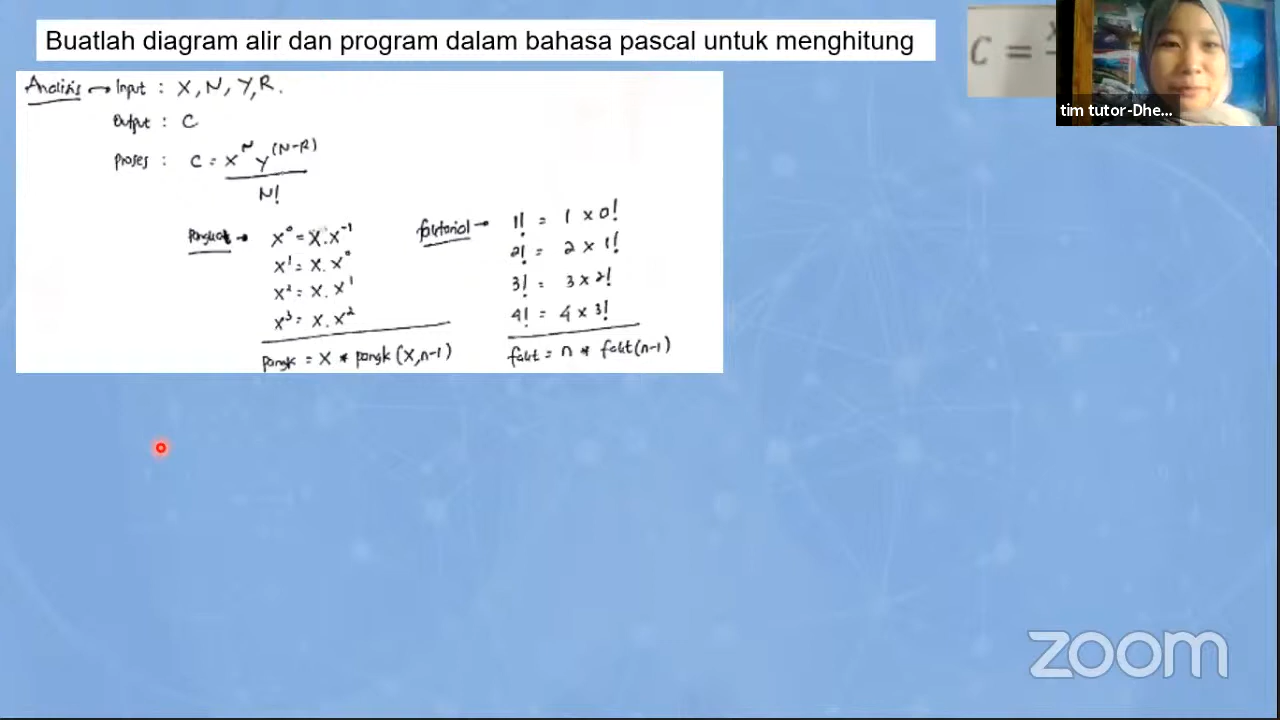 Buatlah diagram alir dan program dalam bahasa pascal untuk menghitung
C =
tim tutor-Dhe...
Analisis → Input : X, N, Y, R.
Output : C
Proses : C = X^N Y^(N-R)
N!
Pangkat → X^0 = X.X^-1
X^1 = X.X^0
X^2 = X.X^1
X^3 = X.X^2
Pangk = X * pangk(X,n-1)
faktorial → 1! = 1 x 0!
2! = 2 x 1!
3! = 3 x 2!
4! = 4 x 3!
fakt = n * fakt(n-1)
zoom